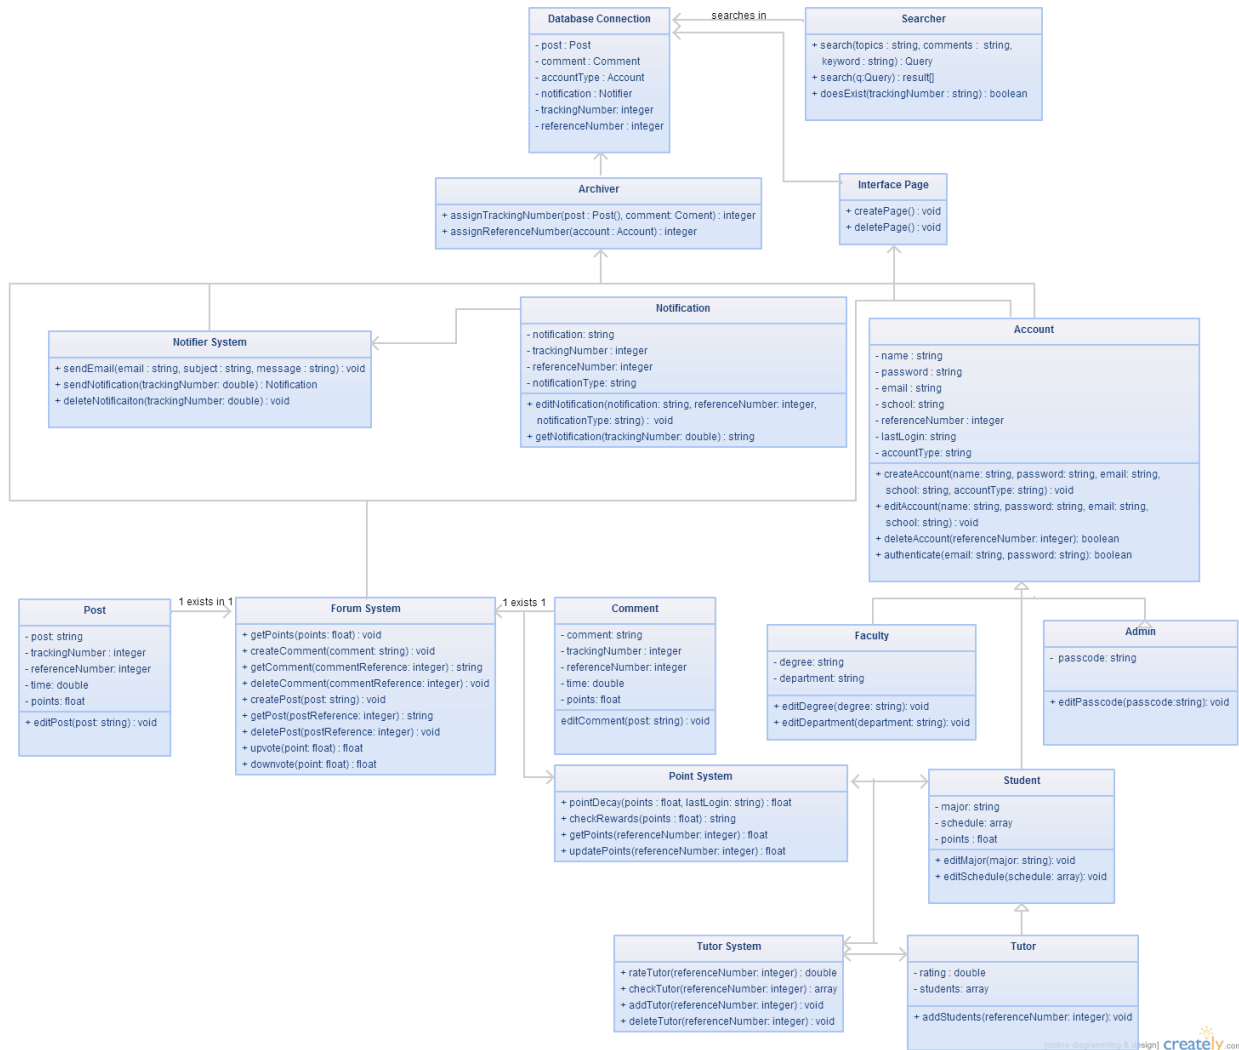 Database Connection
- post : Post
- comment : Comment
- accountType : Account
- notification : Notifier
- trackingNumber: integer
- referenceNumber : integer
searches in
Searcher
+ search(topics : string, comments : string,
keyword : string) : Query
+ search(q:Query) : result[]
+ doesExist(trackingNumber : string) : boolean
Archiver
+ assignTrackingNumber(post : Post(), comment: Coment) : integer
+ assignReferenceNumber(account : Account) : integer
Interface Page
+ createPage() : void
+ deletePage() : void
Notifier System
+ sendEmail(email : string, subject : string, message : string) : void
+ sendNotification(trackingNumber: double) : Notification
+ deleteNotificaiton(trackingNumber: double) : void
Notification
- notification: string
- trackingNumber : integer
- referenceNumber: integer
- notificationType: string
+ editNotification(notification: string, referenceNumber: integer,
notificationType: string) : void
+ getNotification(trackingNumber: double) : string
Account
- name : string
- password : string
- email : string
- school: string
- referenceNumber : integer
- lastLogin: string
- accountType: string
+ createAccount(name: string, password: string, email: string,
school: string, accountType: string) : void
+ editAccount(name: string, password: string, email: string,
school: string) : void
+ deleteAccount(referenceNumber: integer): boolean
+ authenticate(email: string, password: string): boolean
Post
- post: string
- trackingNumber : integer
- referenceNumber: integer
- time: double
- points: float
+ editPost(post: string) : void
1 exists in 1
Forum System
+ getPoints(points: float) : void
+ createComment(comment: string) : void
+ getComment(commentReference: integer) : string
+ deleteComment(commentReference: integer) : void
+ createPost(post: string) : void
+ getPost(postReference: integer) : string
+ deletePost(postReference: integer) : void
+ upvote(point: float) : float
+ downvote(point: float) : float
1 exists 1
Comment
- comment: string
- trackingNumber : integer
- referenceNumber: integer
- time: double
- points: float
editComment(post: string) : void
Faculty
- degree: string
- department: string
+ editDegree(degree: string): void
+ editDepartment(department: string): void
Admin
- passcode: string
+ editPasscode(passcode:string): void
Point System
+ pointDecay(points : float, lastLogin: string) : float
+ checkRewards(points : float) : string
+ getPoints(referenceNumber: integer) : float
+ updatePoints(referenceNumber: integer) : float
Student
- major: string
- schedule: array
- points : float
+ editMajor(major: string): void
+ editSchedule(schedule: array): void
Tutor System
+ rateTutor(referenceNumber: integer) : double
+ checkTutor(referenceNumber: integer) : array
+ addTutor(referenceNumber: integer) : void
+ deleteTutor(referenceNumber: integer) : void
Tutor
- rating : double
- students: array
+ addStudents(referenceNumber: integer): void
[online diagramming & design] creately.com